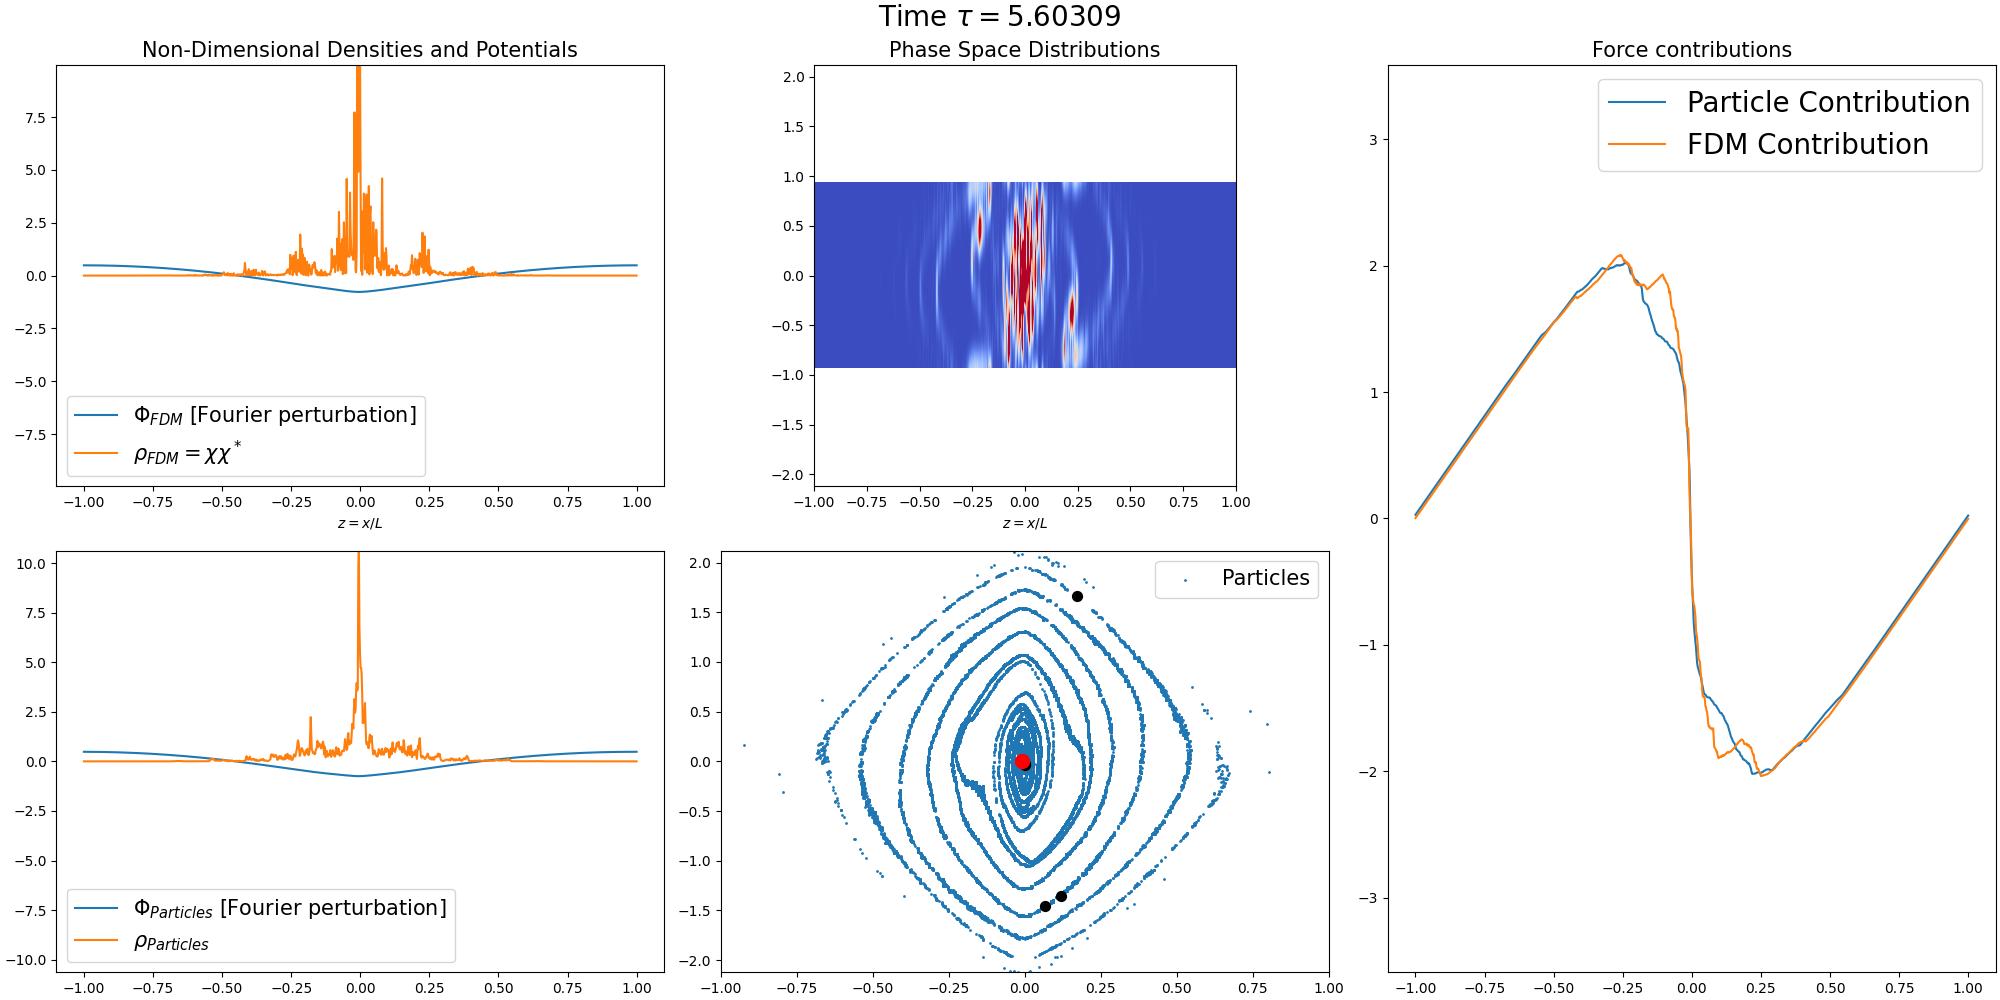 Time τ = 5.60309
Non-Dimensional Densities and Potentials
7.5
5.0
2.5
0.0
−2.5
−5.0
−7.5
Φ_FDM [Fourier perturbation]
ρ_FDM = χχ*
−1.00 −0.75 −0.50 −0.25 0.00 0.25 0.50 0.75 1.00
z = x/L
Phase Space Distributions
2.0
1.5
1.0
0.5
0.0
−0.5
−1.0
−1.5
−2.0
−1.00 −0.75 −0.50 −0.25 0.00 0.25 0.50 0.75 1.00
z = x/L
Force contributions
Particle Contribution
FDM Contribution
3
2
1
0
−1
−2
−3
−1.00 −0.75 −0.50 −0.25 0.00 0.25 0.50 0.75 1.00
10.0
7.5
5.0
2.5
0.0
−2.5
−5.0
−7.5
−10.0
Φ_Particles [Fourier perturbation]
ρ_Particles
−1.00 −0.75 −0.50 −0.25 0.00 0.25 0.50 0.75 1.00
Particles
2.0
1.5
1.0
0.5
0.0
−0.5
−1.0
−1.5
−2.0
−1.00 −0.75 −0.50 −0.25 0.00 0.25 0.50 0.75 1.00